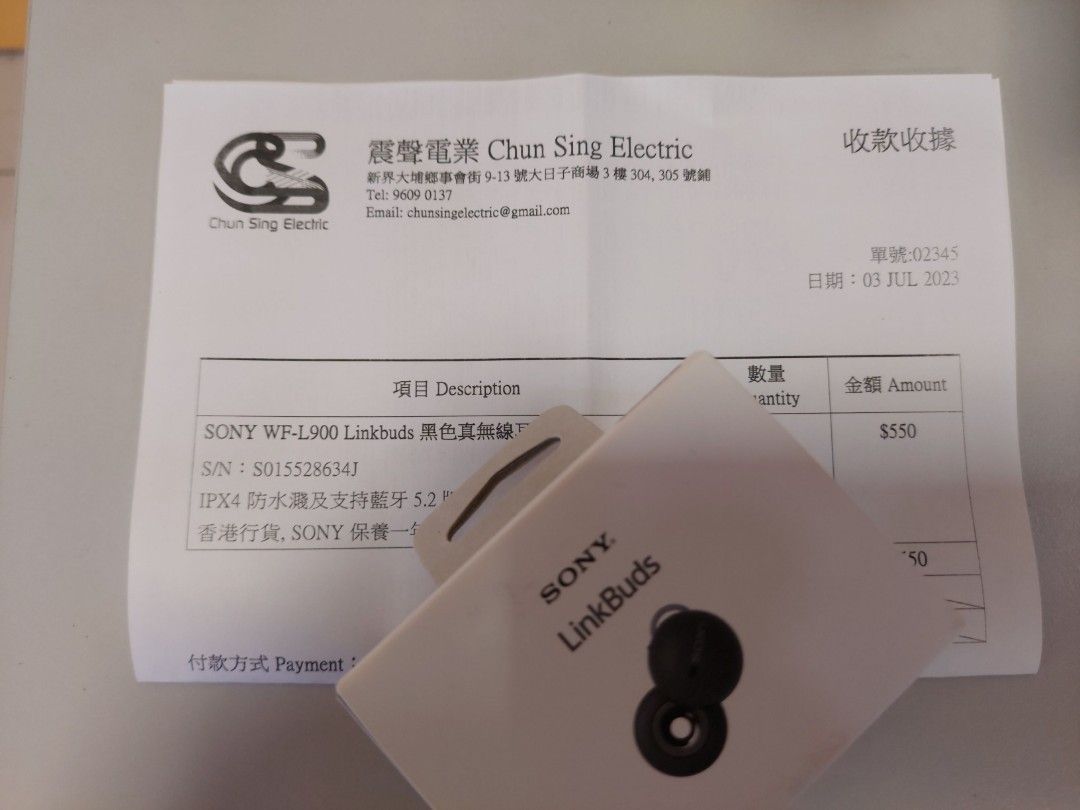 Chun Sing Electric
震聲電業 Chun Sing Electric
新界大埔鄉事會街 9-13 號大日子商場 3 樓 304, 305 號鋪
Tel: 9609 0137
Email: chunsingelectric@gmail.com
收款收據
單號:02345
日期：03 JUL 2023
項目 Description
數量
antity
金額 Amount
SONY WF-L900 Linkbuds 黑色真無線
$550
S/N：S015528634J
IPX4 防水濺及支持藍牙 5.2
香港行貨, SONY 保養一
50
付款方式 Payment：
SONY
LinkBuds